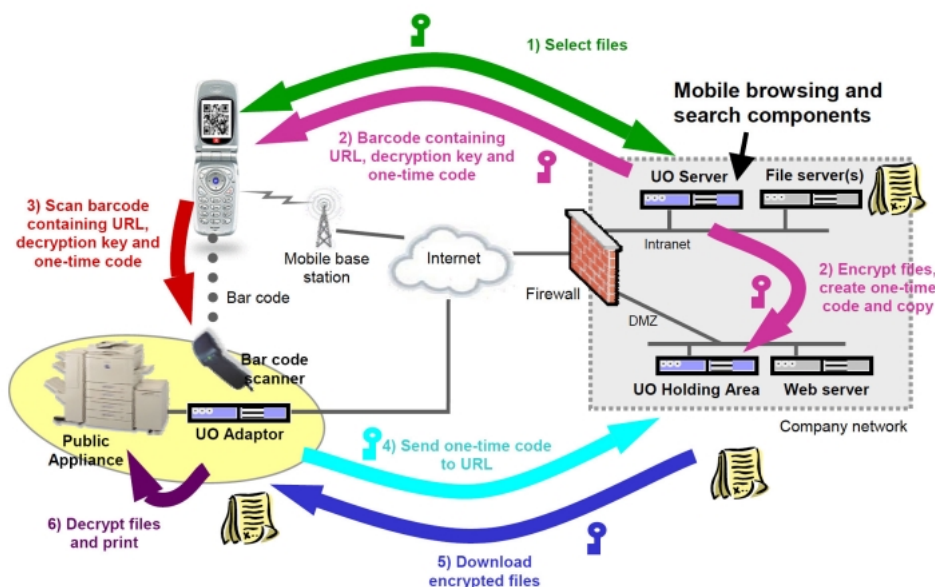 1) Select files
Mobile browsing and
search components
2) Barcode containing
URL, decryption key and
one-time code
UO Server
File server(s)
3) Scan barcode
containing URL,
decryption key and
one-time code
Mobile base
station
Internet
Intranet
Firewall
2) Encrypt files,
create one-time
code and copy
Bar code
DMZ
Bar code
scanner
UO Holding Area
Web server
Public
Appliance
UO Adaptor
Company network
4) Send one-time code
to URL
6) Decrypt files
and print
5) Download
encrypted files